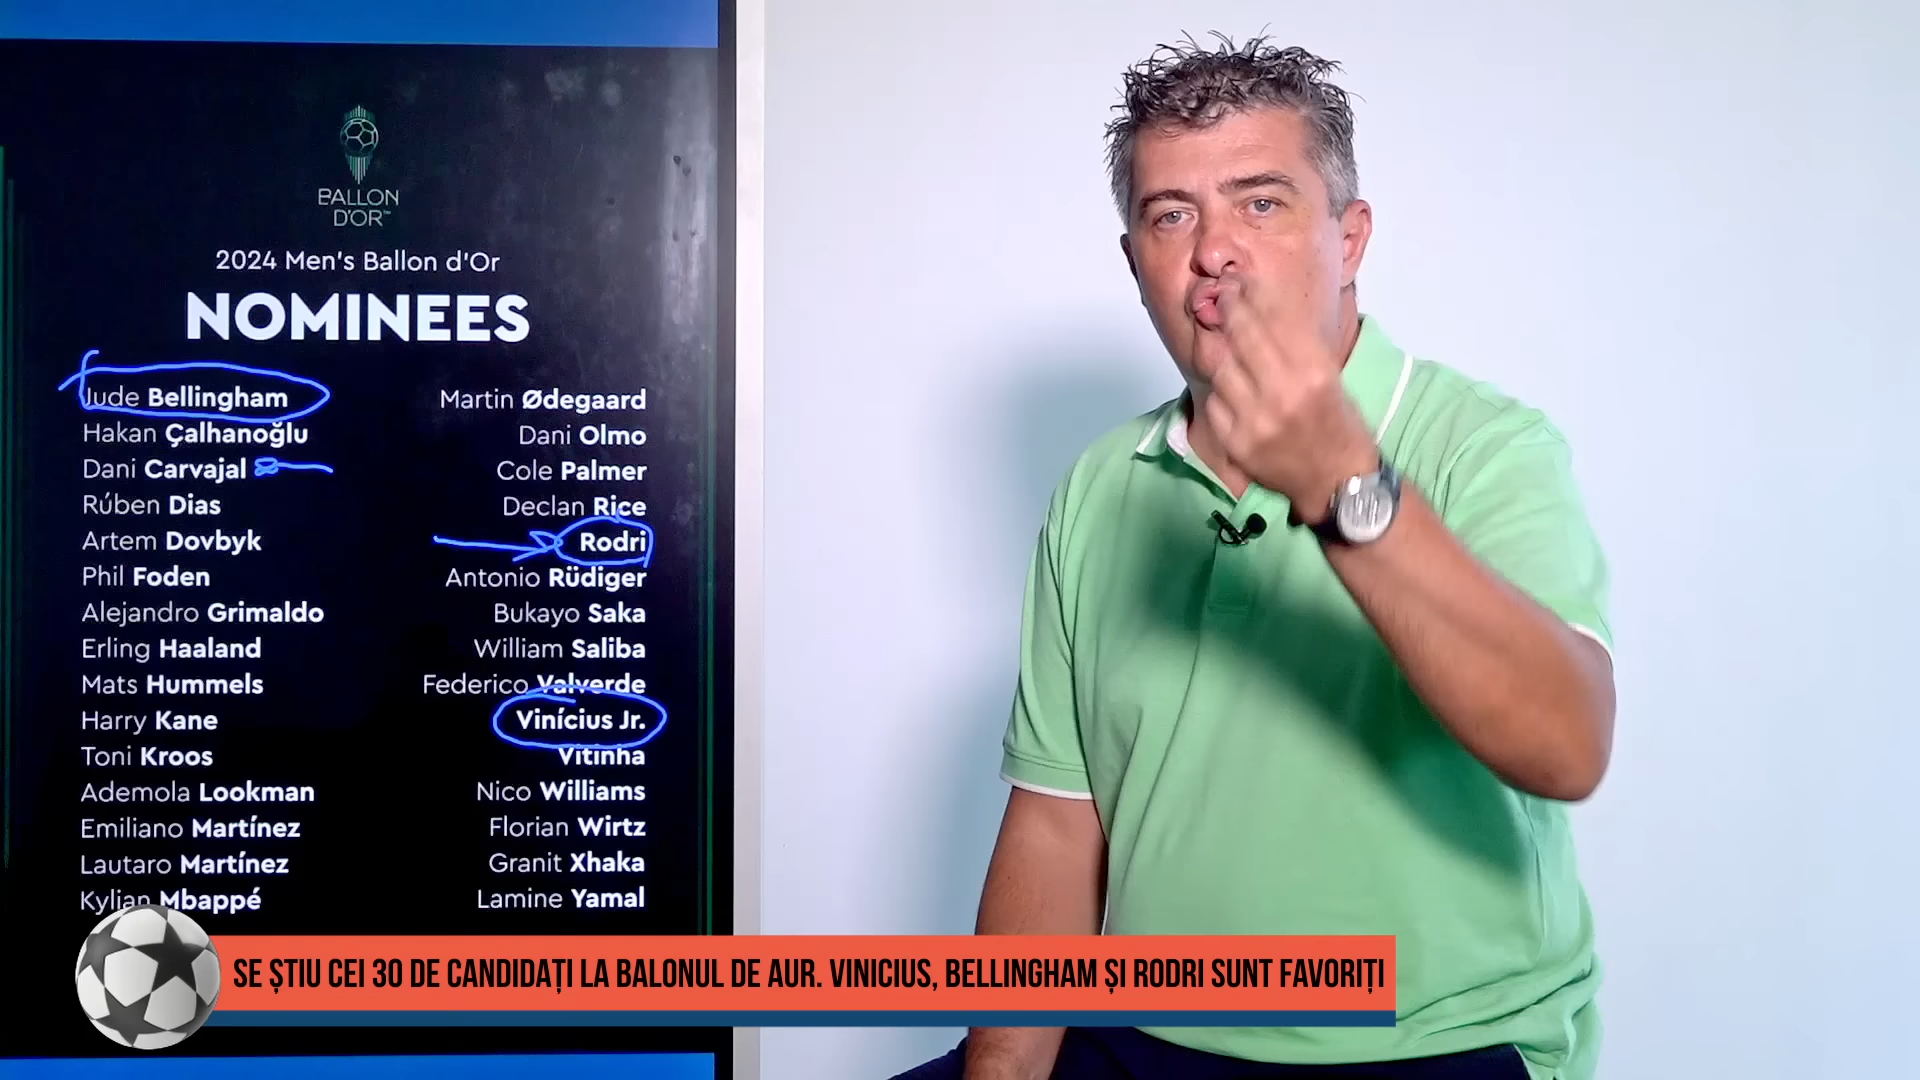 BALLON
D'OR™
2024 Men's Ballon d'Or
NOMINEES
Jude Bellingham
Hakan Çalhanoğlu
Dani Carvajal
Rúben Dias
Artem Dovbyk
Phil Foden
Alejandro Grimaldo
Erling Haaland
Mats Hummels
Harry Kane
Toni Kroos
Ademola Lookman
Emiliano Martínez
Lautaro Martínez
Kylian Mbappé
Martin Ødegaard
Dani Olmo
Cole Palmer
Declan Rice
Rodri
Antonio Rüdiger
Bukayo Saka
William Saliba
Federico Valverde
Vinícius Jr.
Vitinha
Nico Williams
Florian Wirtz
Granit Xhaka
Lamine Yamal
SE ȘTIU CEI 30 DE CANDIDAȚI LA BALONUL DE AUR. VINICIUS, BELLINGHAM ȘI RODRI SUNT FAVORIȚI